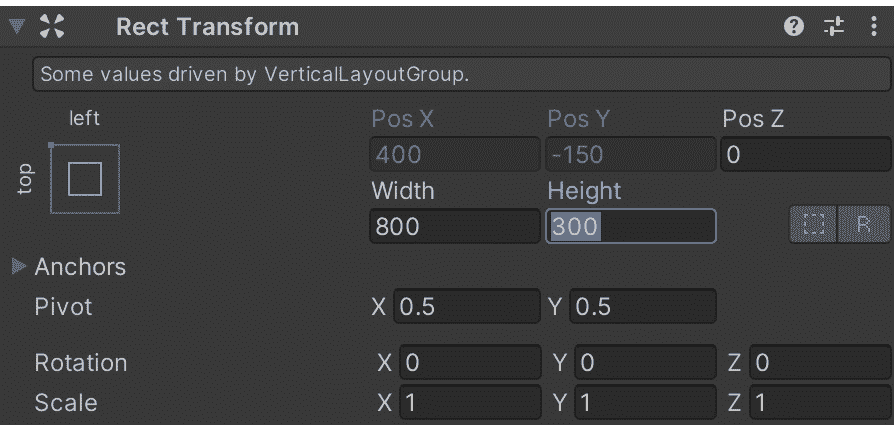 Rect Transform
Some values driven by VerticalLayoutGroup.
left
top
Pos X Pos Y Pos Z
400 -150 0
Width Height
800 300
R
Anchors
Pivot X 0.5 Y 0.5
Rotation X 0 Y 0 Z 0
Scale X 1 Y 1 Z 1